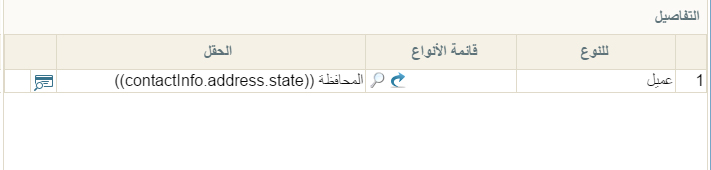 التفاصيل
للنوع قائمة الأنواع الحقل
1 عميل المحافظة ((contactInfo.address.state))